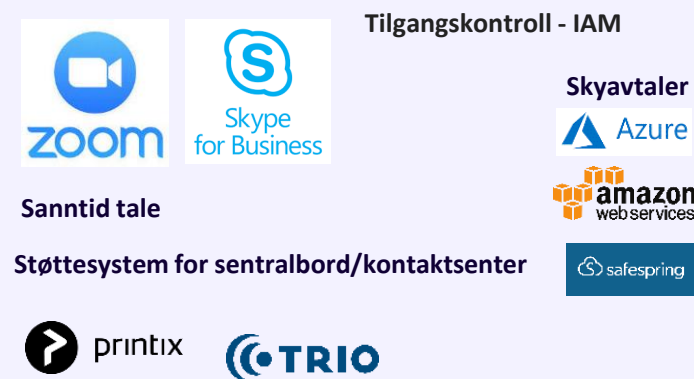 Tilgangskontroll - IAM
zoom
S
Skype
for Business
Skyavtaler
Azure
amazon
web services
Sanntid tale
Støttesystem for sentralbord/kontaktsenter
S safespring
printix
TRIO